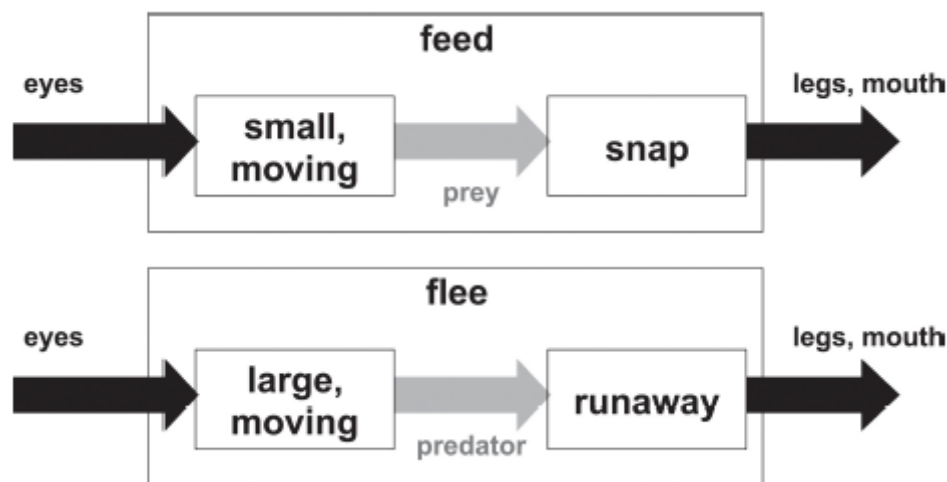 feed
eyes
legs, mouth
small,
moving
snap
prey
flee
eyes
legs, mouth
large,
moving
runaway
predator